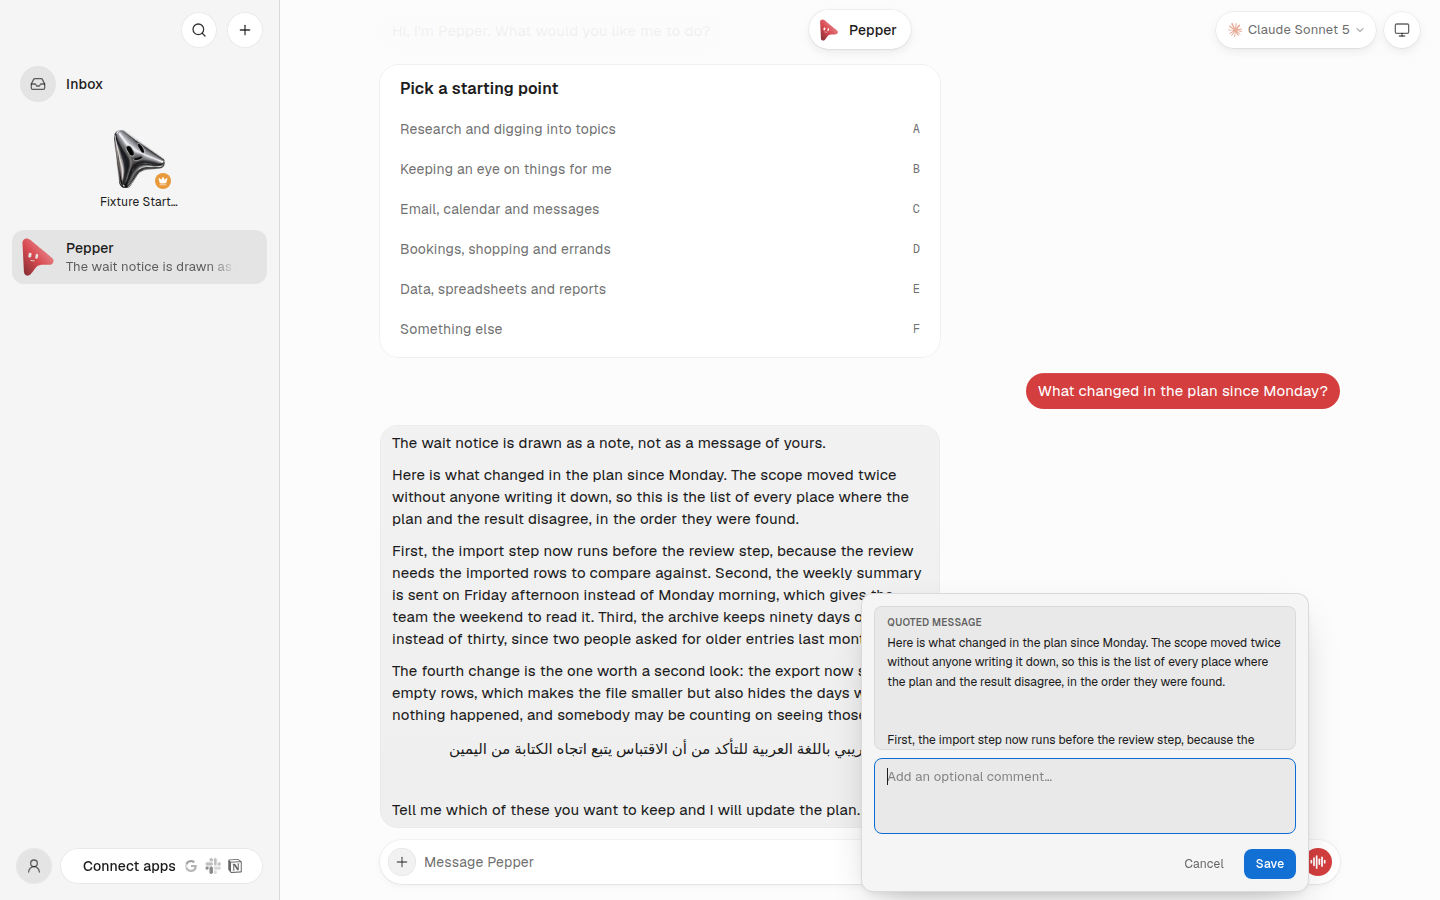 Inbox
Fixture Start...
Pepper
The wait notice is drawn as
Connect apps
Hi, I'm Pepper. What would you like me to do?
Pepper
Claude Sonnet 5
Pick a starting point
Research and digging into topics A
Keeping an eye on things for me B
Email, calendar and messages C
Bookings, shopping and errands D
Data, spreadsheets and reports E
Something else F
What changed in the plan since Monday?
The wait notice is drawn as a note, not as a message of yours.
Here is what changed in the plan since Monday. The scope moved twice
without anyone writing it down, so this is the list of every place where the
plan and the result disagree, in the order they were found.
First, the import step now runs before the review step, because the review
needs the imported rows to compare against. Second, the weekly summary
is sent on Friday afternoon instead of Monday morning, which gives the
team the weekend to read it. Third, the archive keeps ninety days
instead of thirty, since two people asked for older entries last
The fourth change is the one worth a second look: the export now
empty rows, which makes the file smaller but also hides the days
nothing happened, and somebody may be counting on seeing
باللغة العربية للتأكد من أن الاقتباس يتبع اتجاه الكتابة من اليمين
Tell me which of these you want to keep and I will update the plan.
Message Pepper
QUOTED MESSAGE
Here is what changed in the plan since Monday. The scope moved twice
without anyone writing it down, so this is the list of every place where
the plan and the result disagree, in the order they were found.
First, the import step now runs before the review step, because the
Add an optional comment...
Cancel
Save